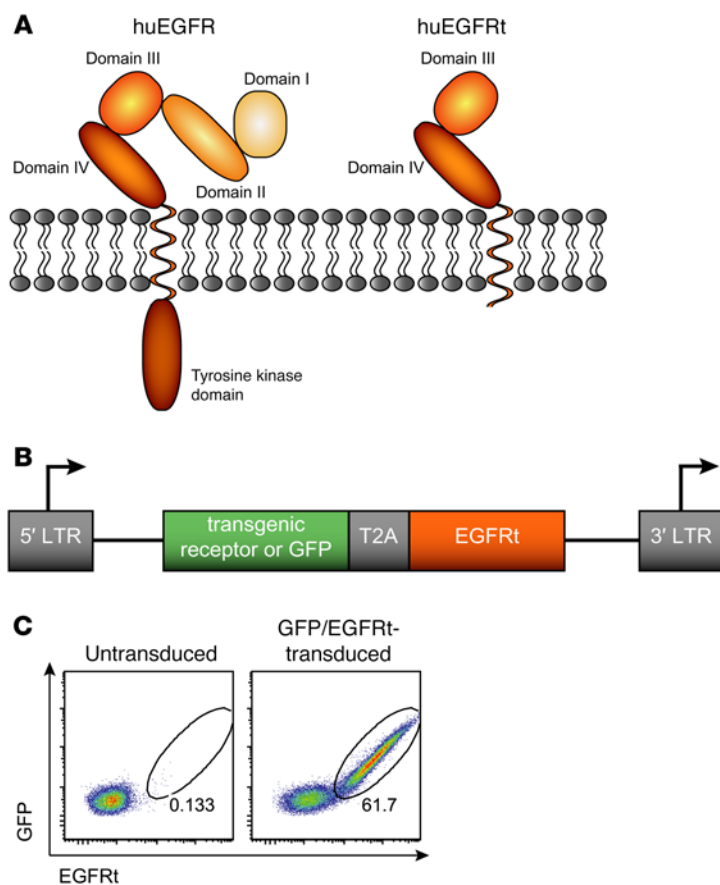 A
huEGFR
huEGFRt
Domain III
Domain I
Domain III
Domain IV
Domain II
Domain IV
Tyrosine kinase
domain
B
5′ LTR
transgenic
receptor or GFP
T2A
EGFRt
3′ LTR
C
Untransduced
GFP/EGFRt-
transduced
GFP
0.133
61.7
EGFRt